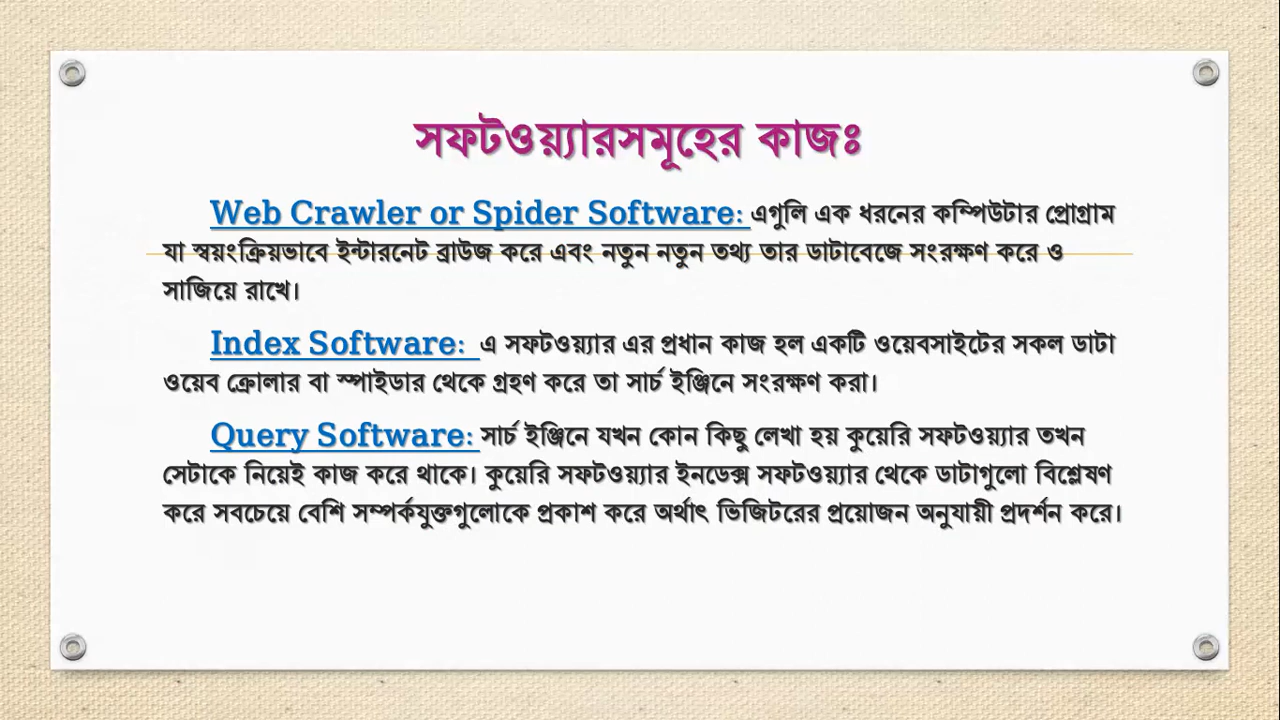 সফটওয়্যারসমূহের কাজঃ
Web Crawler or Spider Software: এগুলি এক ধরনের কম্পিউটার প্রোগ্রাম
যা স্বয়ংক্রিয়ভাবে ইন্টারনেট ব্রাউজ করে এবং নতুন নতুন তথ্য তার ডাটাবেজে সংরক্ষণ করে ও
সাজিয়ে রাখে।
Index Software: এ সফটওয়্যার এর প্রধান কাজ হল একটি ওয়েবসাইটের সকল ডাটা
ওয়েব ক্রোলার বা স্পাইডার থেকে গ্রহণ করে তা সার্চ ইঞ্জিনে সংরক্ষণ করা।
Query Software: সার্চ ইঞ্জিনে যখন কোন কিছু লেখা হয় কুয়েরি সফটওয়্যার তখন
সেটাকে নিয়েই কাজ করে থাকে। কুয়েরি সফটওয়্যার ইনডেক্স সফটওয়্যার থেকে ডাটাগুলো বিশ্লেষণ
করে সবচেয়ে বেশি সম্পর্কযুক্তগুলোকে প্রকাশ করে অর্থাৎ ভিজিটরের প্রয়োজন অনুযায়ী প্রদর্শন করে।